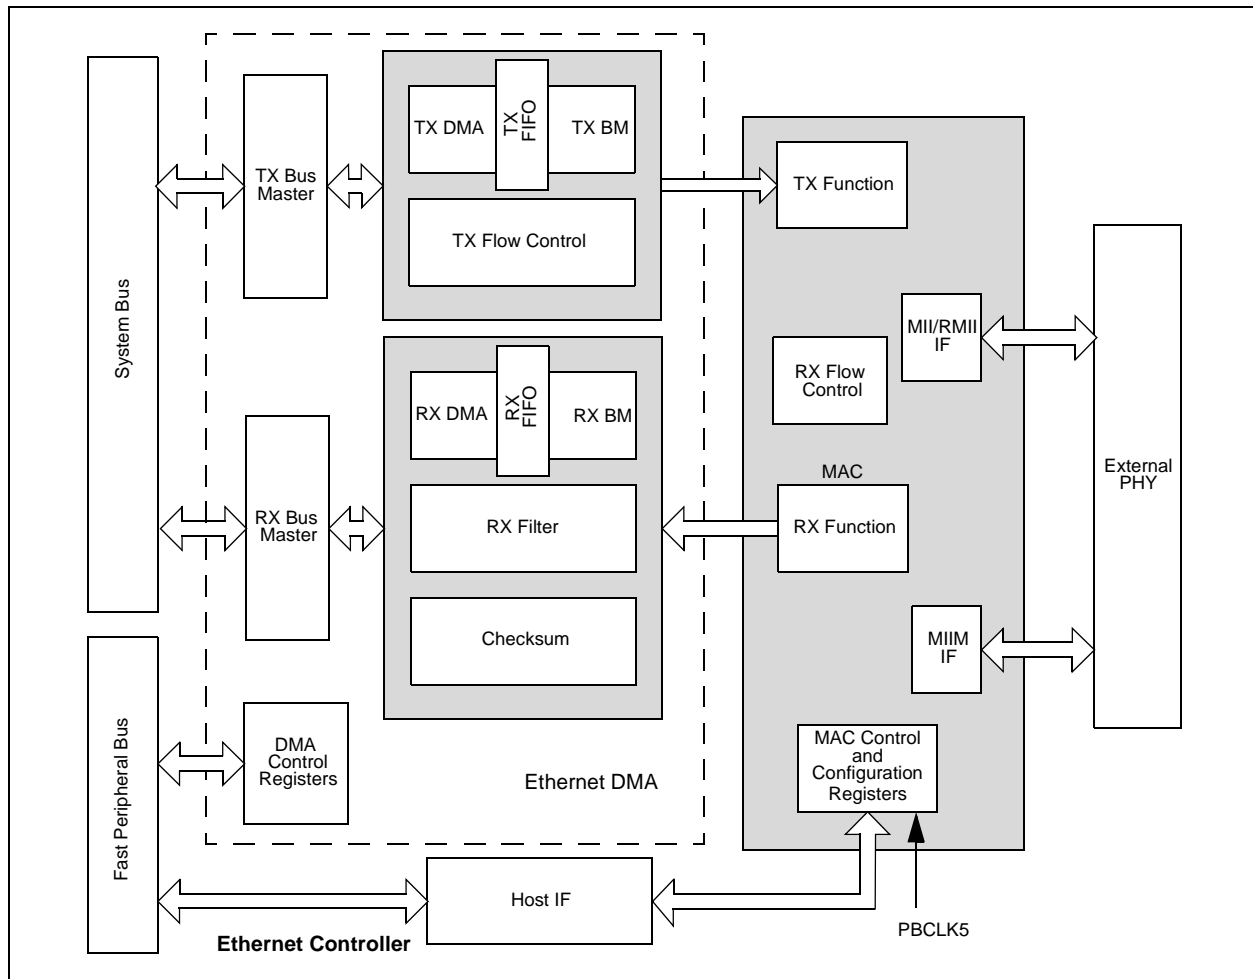 System Bus
Fast Peripheral Bus
TX Bus
Master
TX DMA
TX
FIFO
TX BM
TX Flow Control
RX Bus
Master
RX DMA
RX
FIFO
RX BM
RX Filter
Checksum
DMA
Control
Registers
Ethernet DMA
Host IF
Ethernet Controller
TX Function
MII/RMII
IF
RX Flow
Control
MAC
RX Function
MIIM
IF
MAC Control
and
Configuration
Registers
PBCLK5
External
PHY